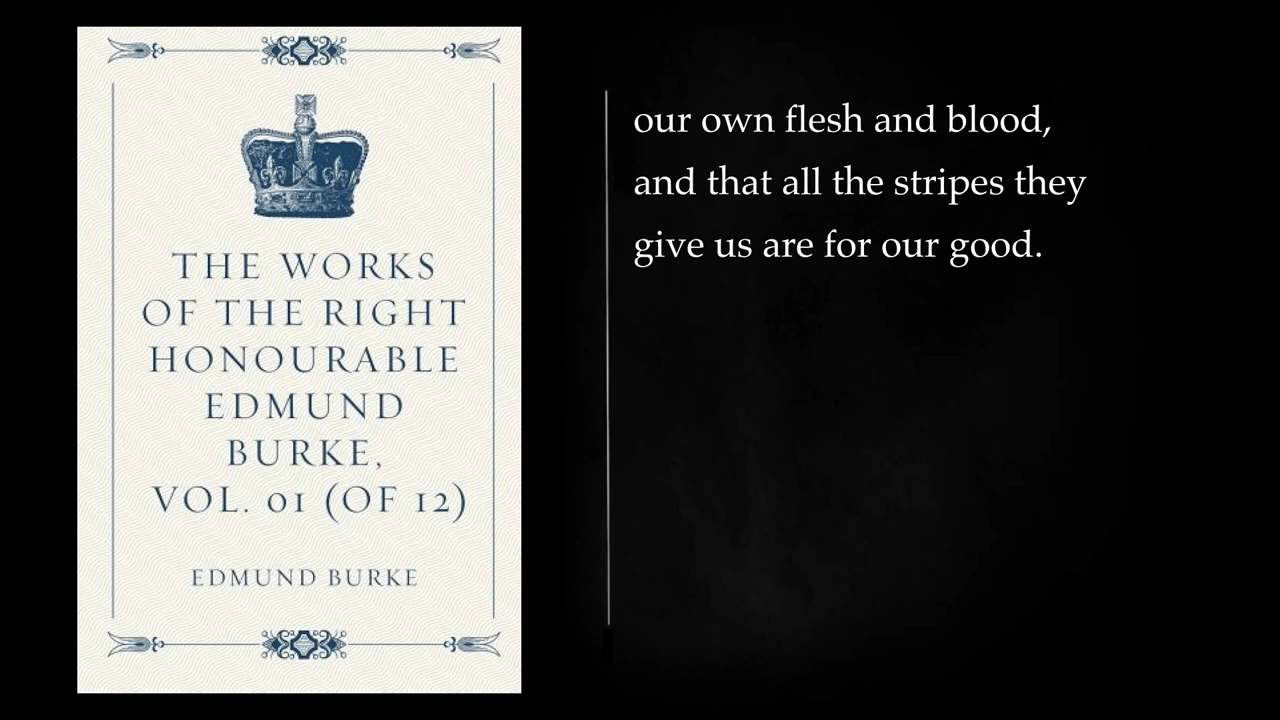 THE WORKS
OF THE RIGHT
HONOURABLE
EDMUND
BURKE,
VOL. 01 (OF 12)
EDMUND BURKE
our own flesh and blood,
and that all the stripes they
give us are for our good.